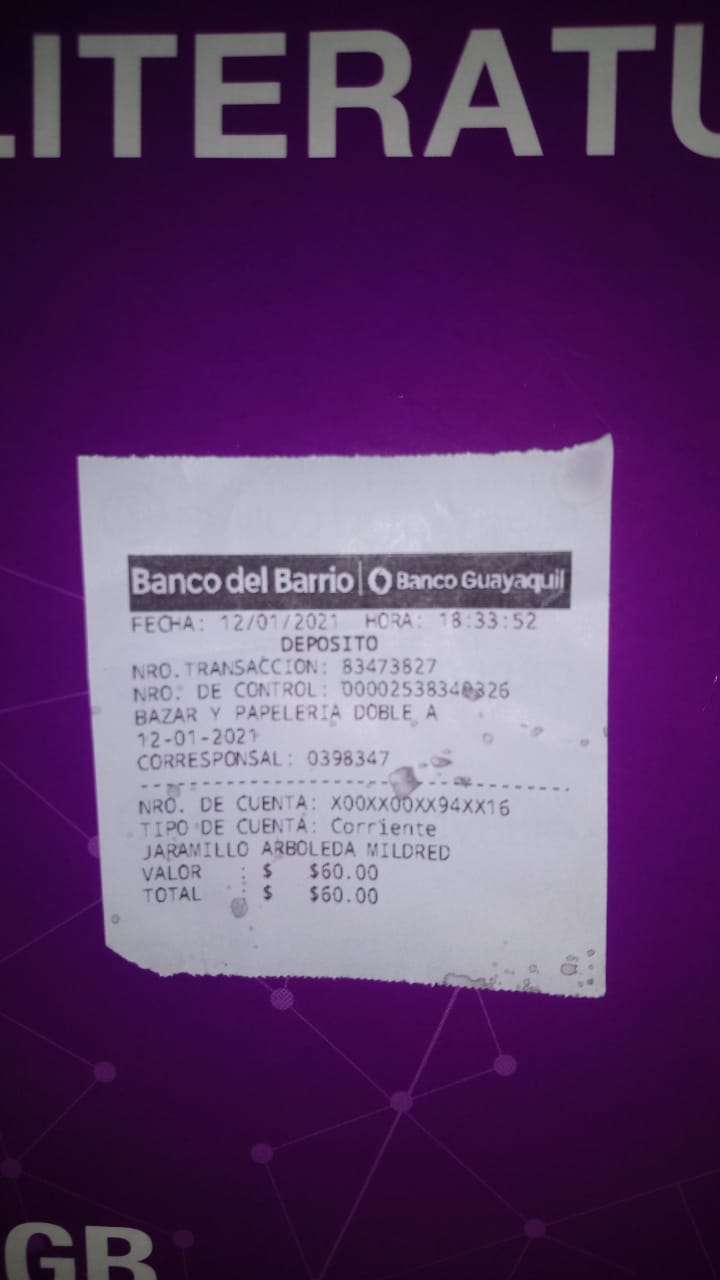 LITERATU
Banco del Barrio | Banco Guayaquil
FECHA: 12/01/2021 HORA: 18:33:52
DEPOSITO
NRO.TRANSACCION: 83473827
NRO. DE CONTROL: 000025383403​26
BAZAR Y PAPELERIA DOBLE A
12-01-2021
CORRESPONSAL: 0398347
NRO. DE CUENTA: X00XX00XX94XX16
TIPO DE CUENTA: Corriente
JARAMILLO ARBOLEDA MILDRED
VALOR : $ $60.00
TOTAL : $ $60.00
GB